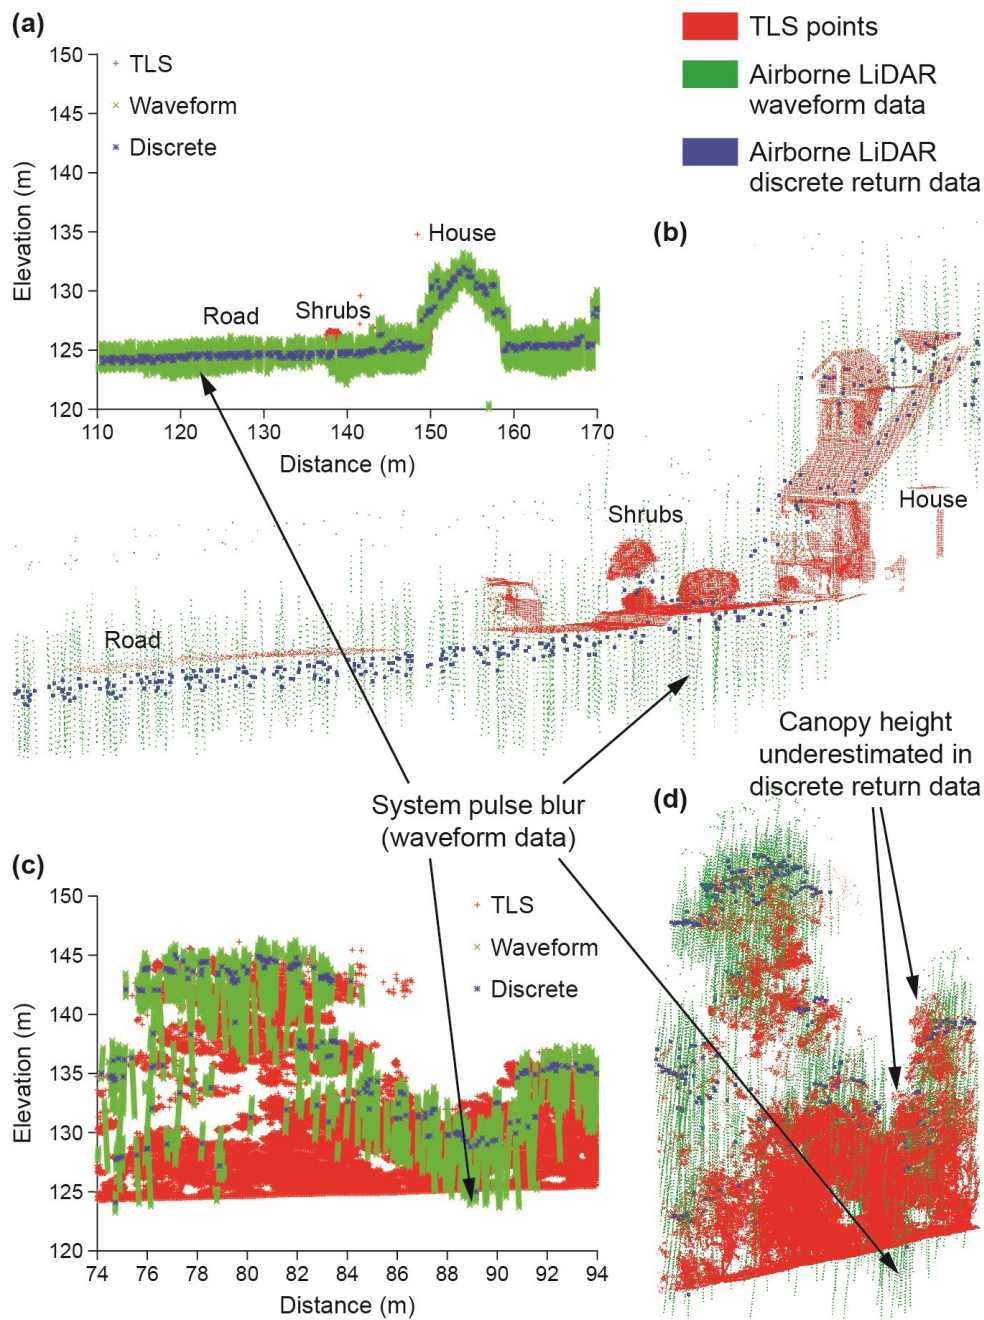 (a)
150
145
140
135
130
125
120
110
120
130
140
150
160
170
Elevation (m)
Distance (m)
TLS
Waveform
Discrete
Road
Shrubs
House
TLS points
Airborne LiDAR
waveform data
Airborne LiDAR
discrete return data
(b)
Road
Shrubs
House
System pulse blur
(waveform data)
Canopy height
underestimated in
discrete return data
(c)
150
145
140
135
130
125
120
74
76
78
80
82
84
86
88
90
92
94
Elevation (m)
Distance (m)
TLS
Waveform
Discrete
(d)